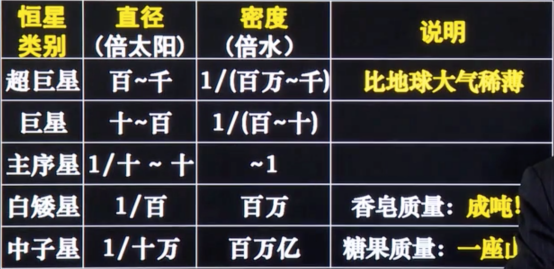 恒星类别 直径(倍太阳) 密度(倍水) 说明
超巨星 百~千 1/(百万~千) 比地球大气稀薄
巨星 十~百 1/(百~十)
主序星 1/十 ~ 十 ~1
白矮星 1/百 百万 香皂质量：成吨!
中子星 1/十万 百万亿 糖果质量：一座山